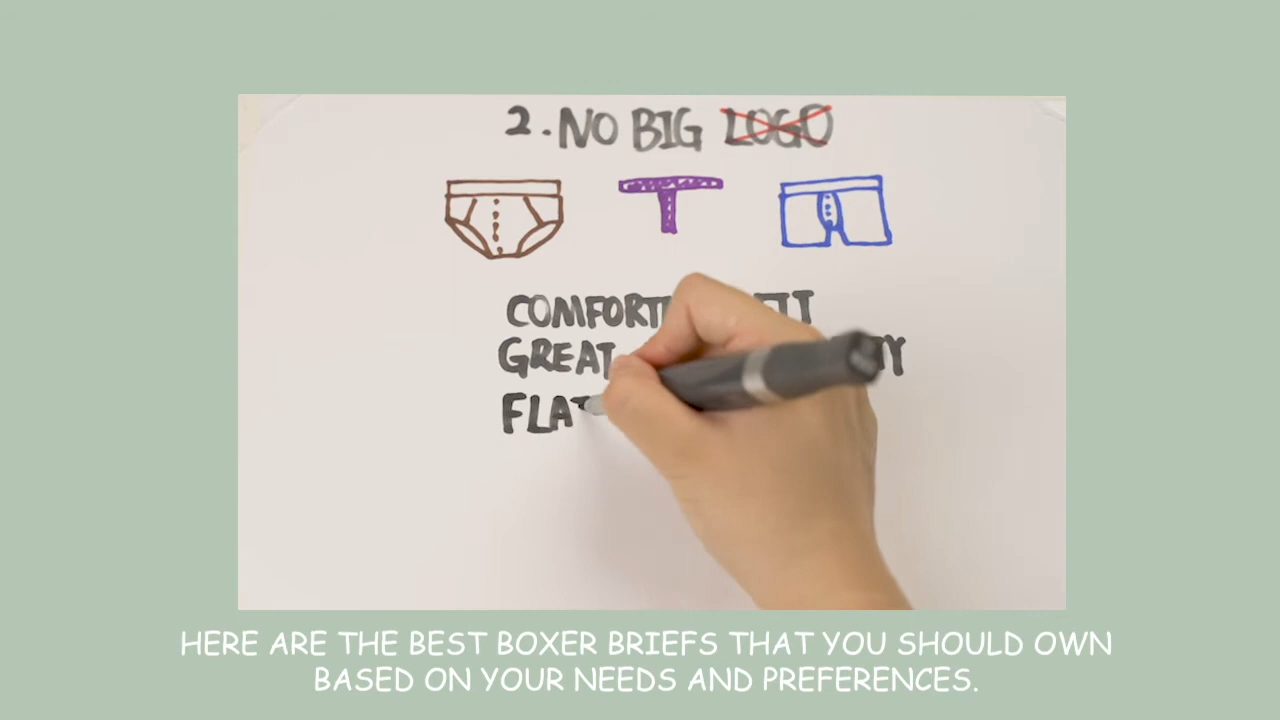 2. NO BIG LOGO
COMFORT
GREAT
FLAT
HERE ARE THE BEST BOXER BRIEFS THAT YOU SHOULD OWN
BASED ON YOUR NEEDS AND PREFERENCES.